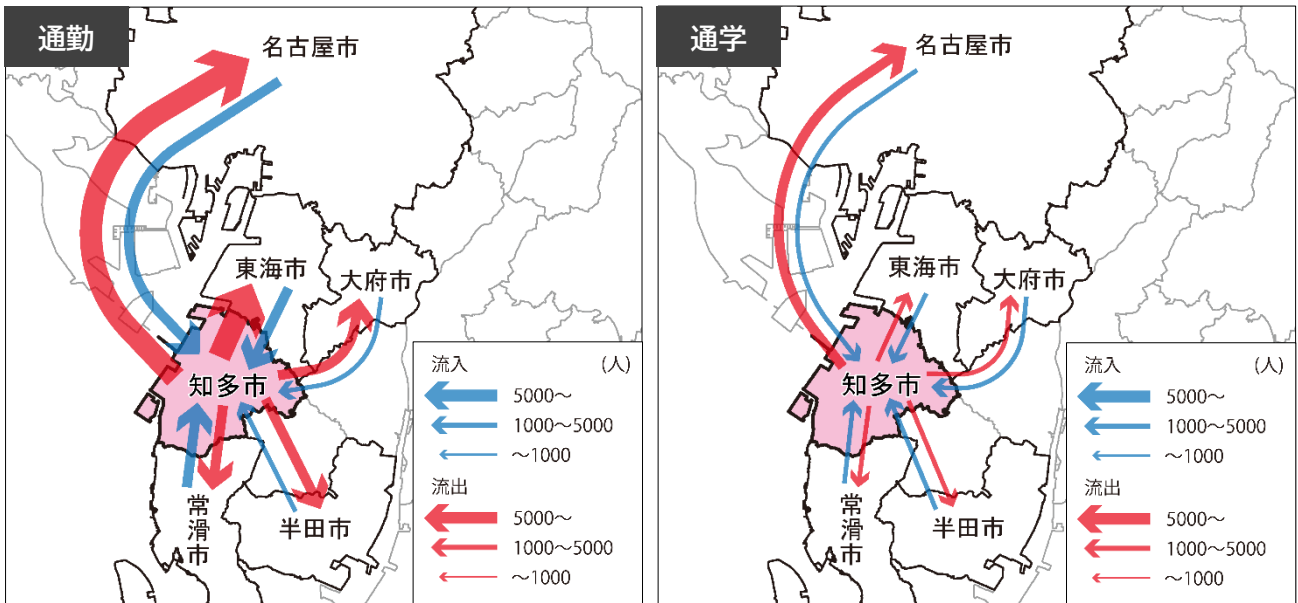 通勤
名古屋市
東海市
大府市
知多市
常滑市
半田市
流入 (人)
5000～
1000～5000
～1000
流出
5000～
1000～5000
～1000
通学
名古屋市
東海市
大府市
知多市
常滑市
半田市
流入 (人)
5000～
1000～5000
～1000
流出
5000～
1000～5000
～1000